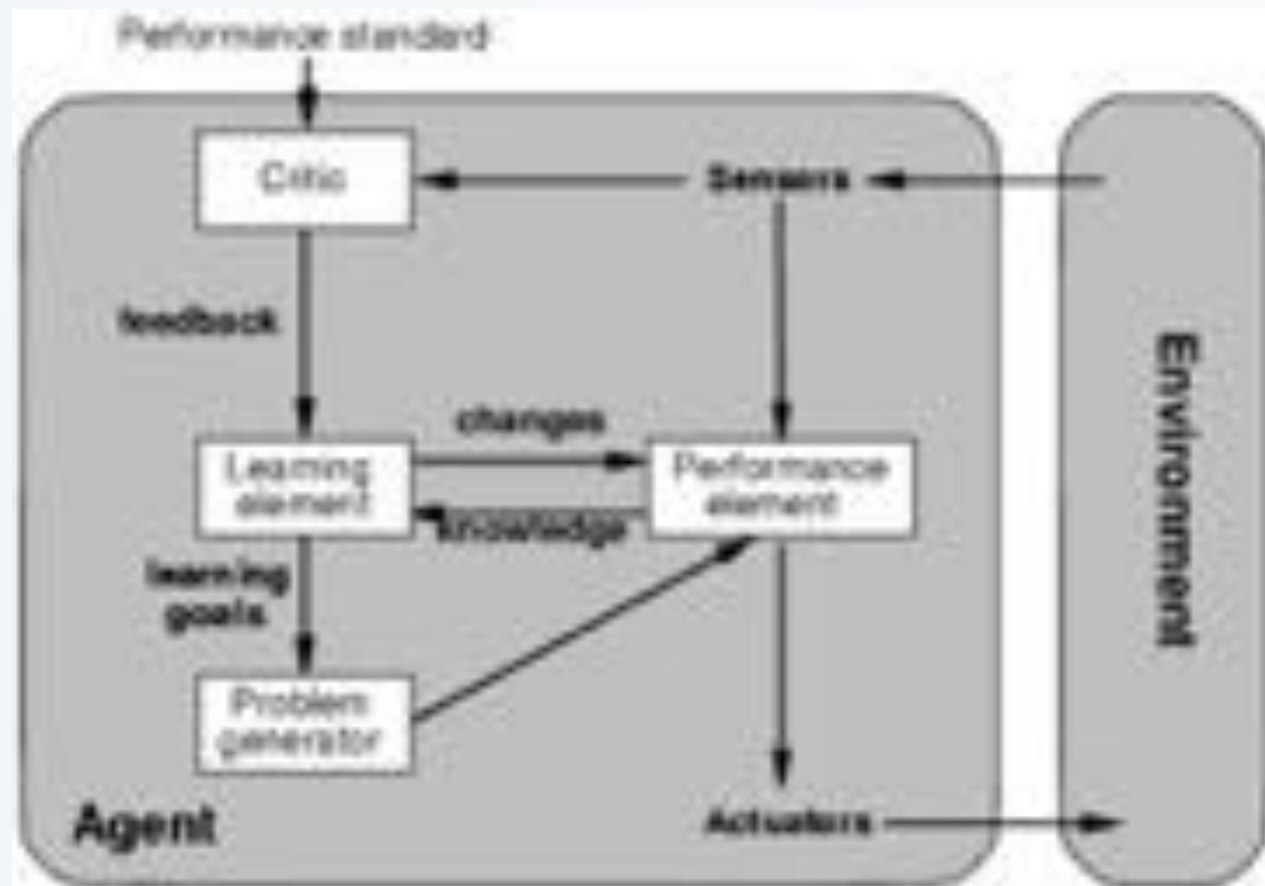 Performance standard
Critic
Sensors
feedback
changes
Learning
element
Performance
element
knowledge
learning
goals
Problem
generator
Agent
Actuators
Environment